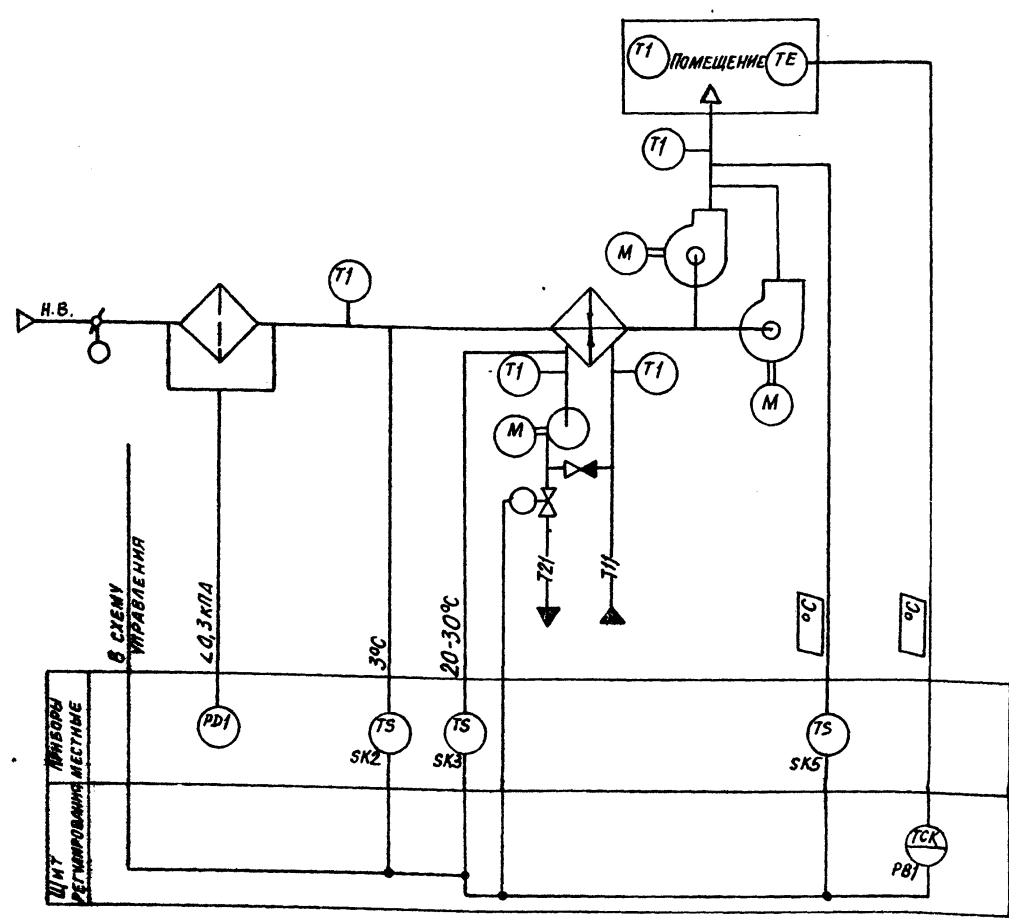 T1
ПОМЕЩЕНИЕ
TE
T1
M
T1
Н.В.
T1
T1
M
M
T21
T11
В СХЕМУ
УПРАВЛЕНИЯ
<0,3 кПА
3°C
20-30°C
°C
°C
ПРИБОРЫ
МЕСТНЫЕ
PD1
TS
SK2
TS
SK3
TS
SK5
ЩИТ
РЕГУЛИРОВАНИЯ
TCK
PB1